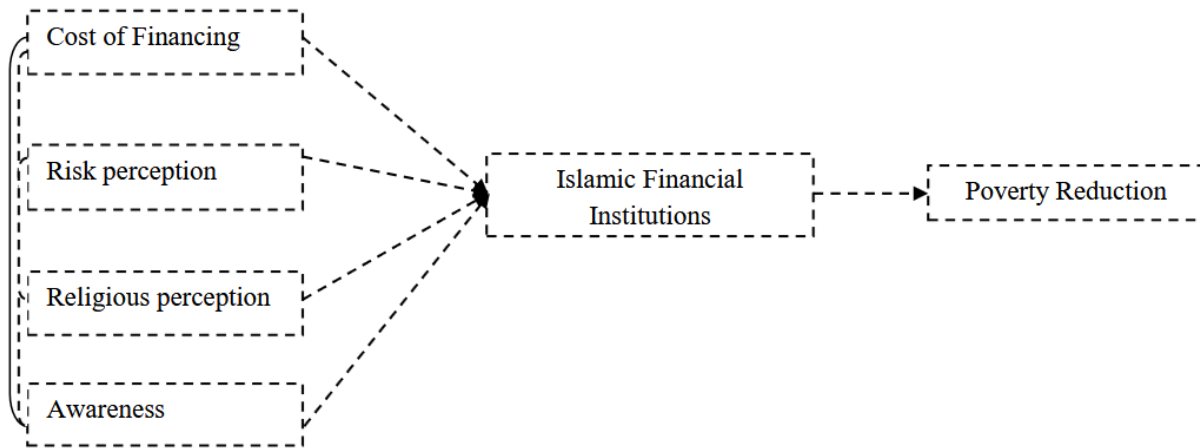 Cost of Financing
Risk perception
Religious perception
Awareness
Islamic Financial
Institutions
Poverty Reduction